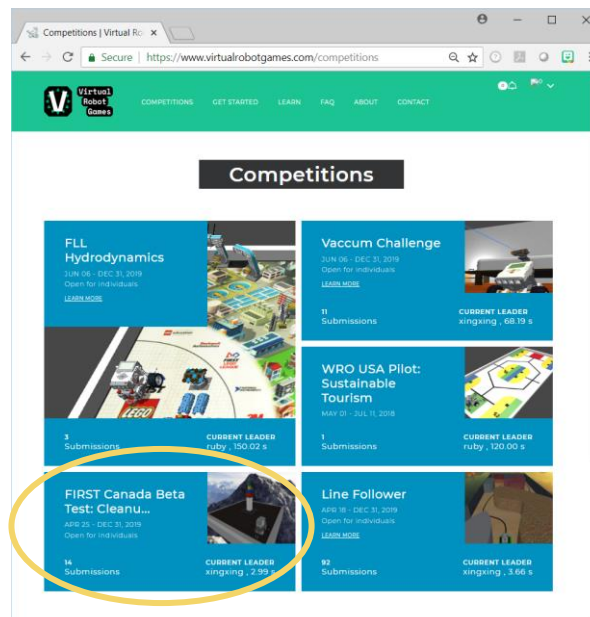 Competitions | Virtual Ro
Secure | https://www.virtualrobotgames.com/competitions
Virtual
Robot
Games
COMPETITIONS GET STARTED LEARN FAQ ABOUT CONTACT
Competitions
FLL
Hydrodynamics
JUN 06 - DEC 31, 2019
Open for individuals
LEARN MORE
3
Submissions
CURRENT LEADER
ruby , 150.02 s
Vaccum Challenge
JUN 06 - DEC 31, 2019
Open for individuals
LEARN MORE
11
Submissions
CURRENT LEADER
xingxing , 68.19 s
WRO USA Pilot:
Sustainable
Tourism
MAY 01 - JUL 11, 2018
1
Submissions
CURRENT LEADER
ruby , 120.00 s
FIRST Canada Beta
Test: Cleanu...
APR 25 - DEC 31, 2019
Open for individuals
14
Submissions
CURRENT LEADER
xingxing , 2.99 s
Line Follower
APR 18 - DEC 31, 2019
Open for individuals
LEARN MORE
92
Submissions
CURRENT LEADER
xingxing , 3.66 s
LEGO